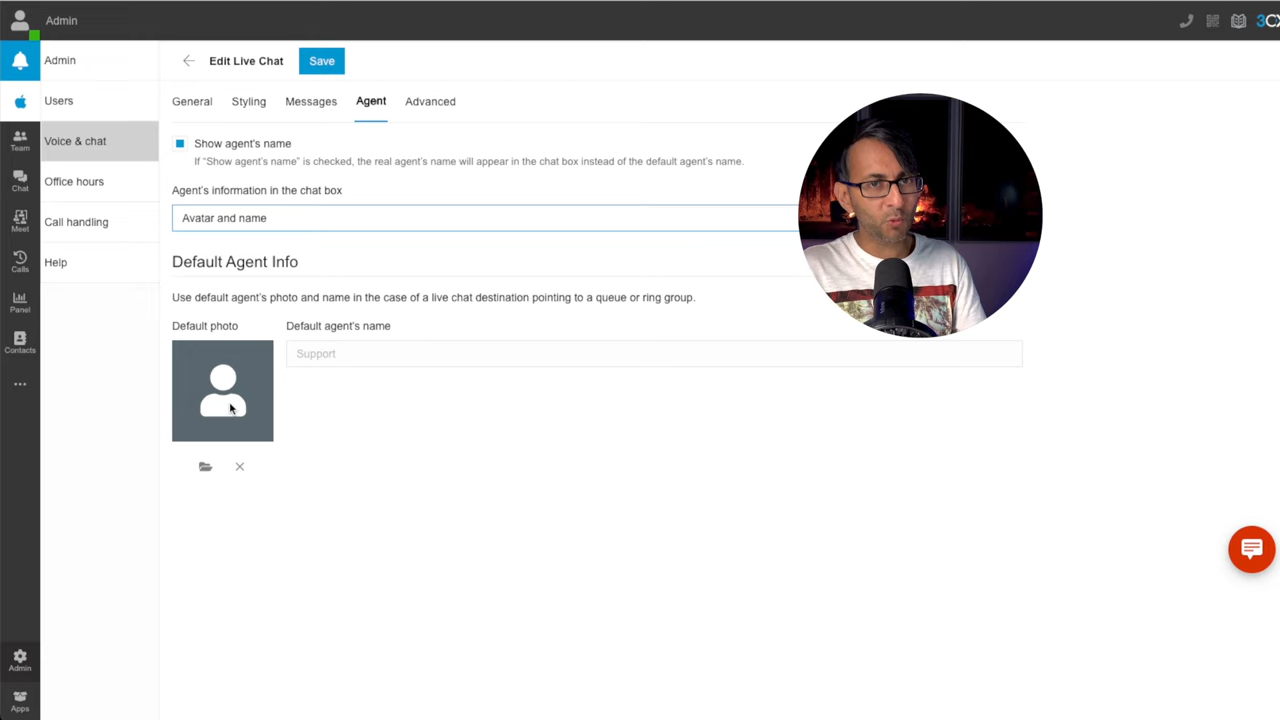 Admin
3CX
Admin
Edit Live Chat
Save
Users
General
Styling
Messages
Agent
Advanced
Team
Voice & chat
Show agent's name
If "Show agent's name" is checked, the real agent's name will appear in the chat box instead of the default agent's name.
Chat
Office hours
Agent's information in the chat box
Meet
Call handling
Avatar and name
Calls
Help
Default Agent Info
Panel
Use default agent's photo and name in the case of a live chat destination pointing to a queue or ring group.
Default photo
Default agent's name
Contacts
Support
Admin
Apps